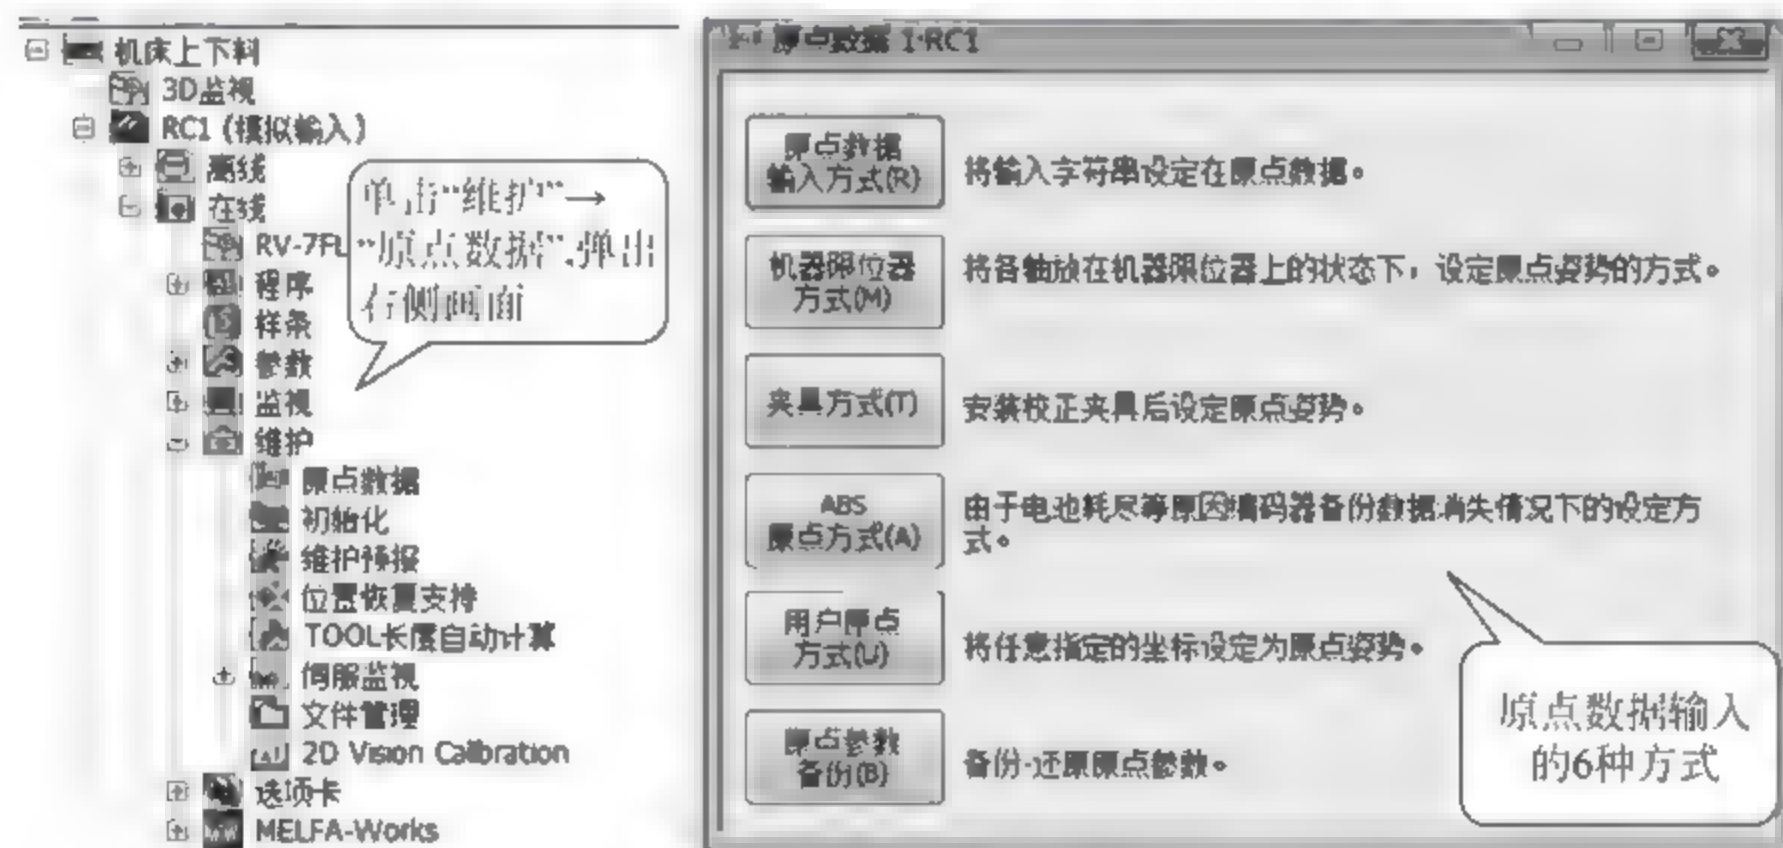 机床上下料
3D监视
RC1 (模拟输入)
离线
在线
RV-7FL
程序
样条
参数
监视
维护
原点数据
初始化
维护预报
位置恢复支持
TOOL长度自动计算
伺服监视
文件管理
2D Vision Calibration
选项卡
MELFA-Works
单击“维护”→
“原点数据”,弹出
右侧画面
原点数据 1:RC1
原点数据
输入方式(R)
将输入字符串设定在原点数据。
机器限位器
方式(M)
将各轴放在机器限位器上的状态下，设定原点姿势的方式。
夹具方式(T)
安装校正夹具后设定原点姿势。
ABS
原点方式(A)
由于电池耗尽等原因编码器备份数据消失情况下的设定方
式。
用户原点
方式(U)
将任意指定的坐标设定为原点姿势。
原点参数
备份(B)
备份·还原原点参数。
原点数据输入
的6种方式